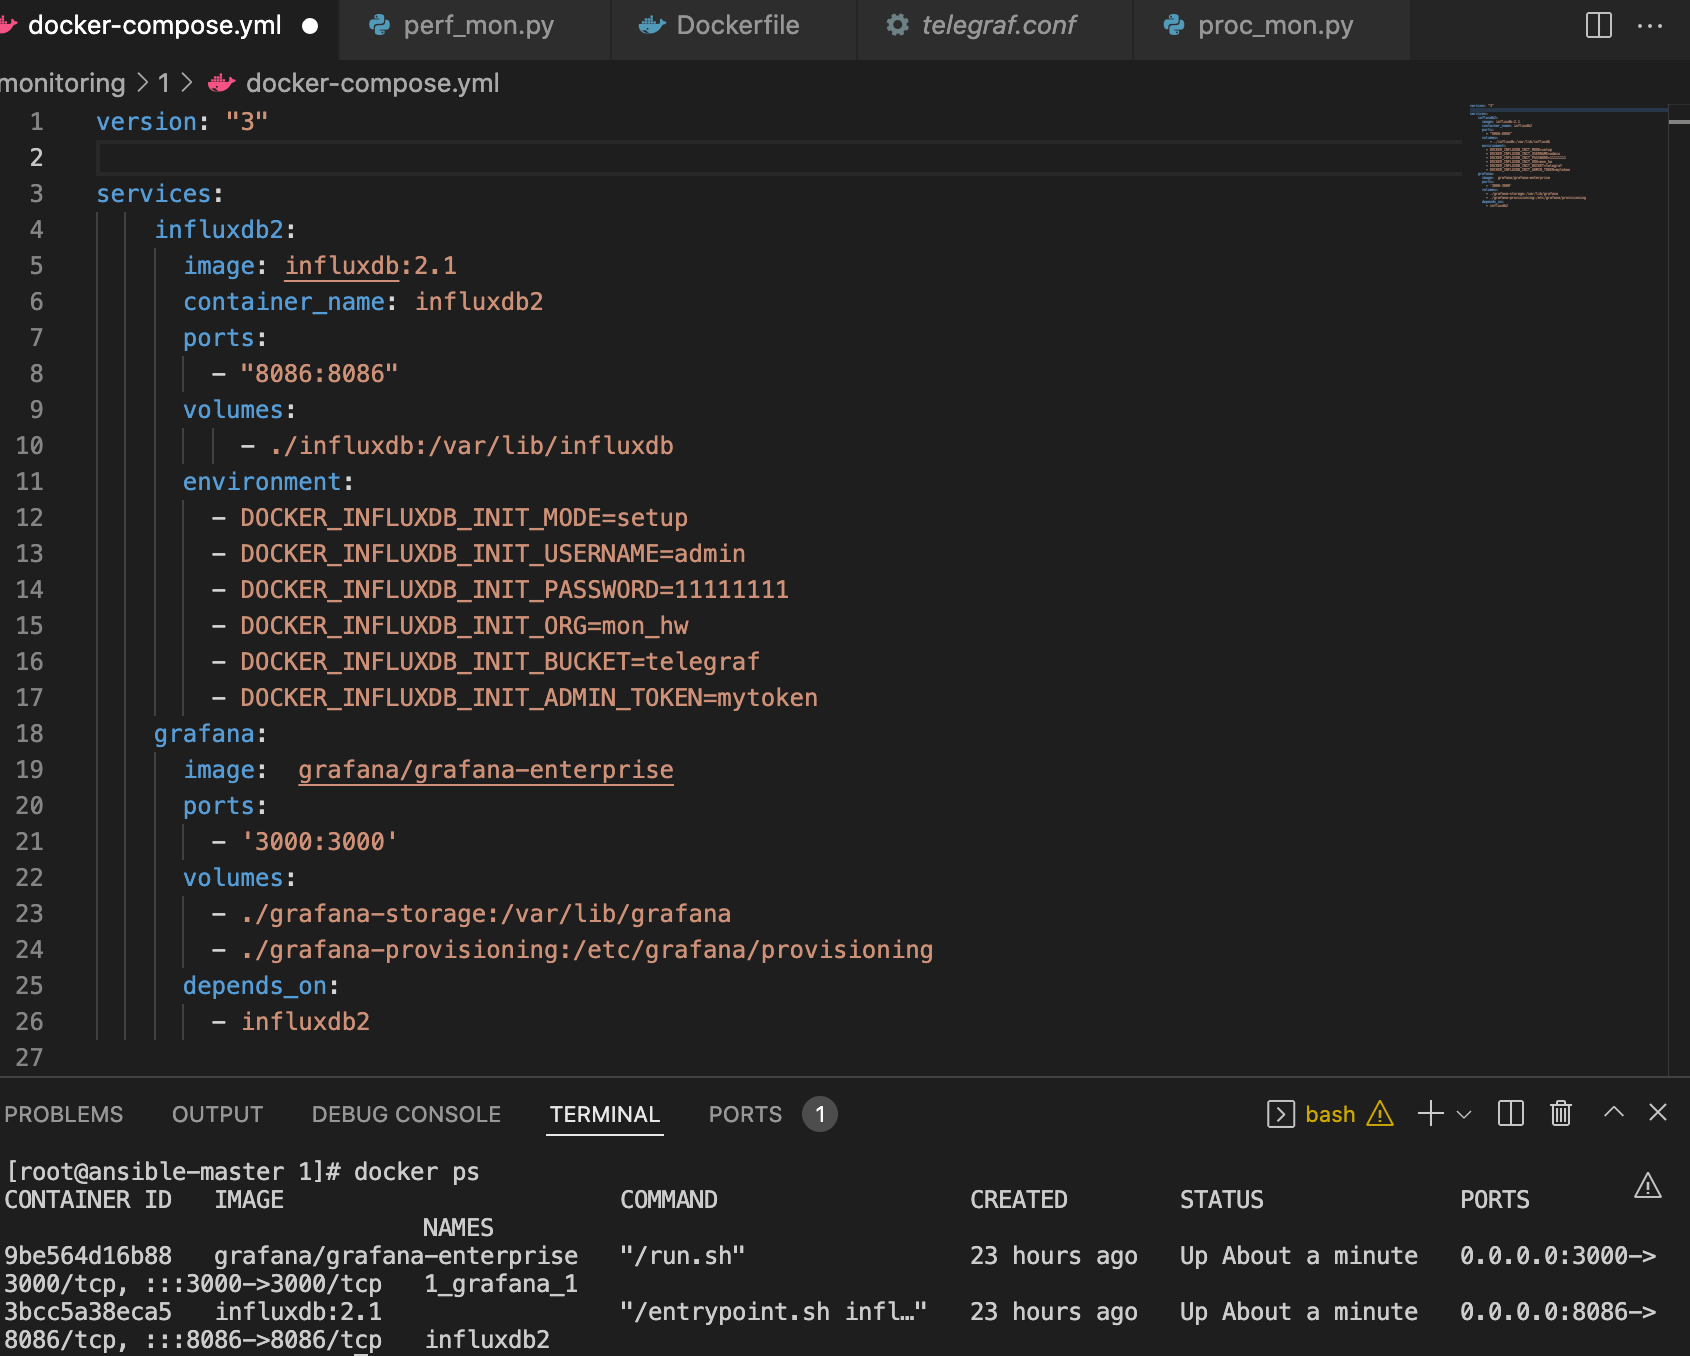 docker-compose.yml perf_mon.py Dockerfile telegraf.conf proc_mon.py
monitoring > 1 > docker-compose.yml
1 version: "3"
2
3 services:
4 influxdb2:
5 image: influxdb:2.1
6 container_name: influxdb2
7 ports:
8 - "8086:8086"
9 volumes:
10 - ./influxdb:/var/lib/influxdb
11 environment:
12 - DOCKER_INFLUXDB_INIT_MODE=setup
13 - DOCKER_INFLUXDB_INIT_USERNAME=admin
14 - DOCKER_INFLUXDB_INIT_PASSWORD=11111111
15 - DOCKER_INFLUXDB_INIT_ORG=mon_hw
16 - DOCKER_INFLUXDB_INIT_BUCKET=telegraf
17 - DOCKER_INFLUXDB_INIT_ADMIN_TOKEN=mytoken
18 grafana:
19 image:  grafana/grafana-enterprise
20 ports:
21 - '3000:3000'
22 volumes:
23 - ./grafana-storage:/var/lib/grafana
24 - ./grafana-provisioning:/etc/grafana/provisioning
25 depends_on:
26 - influxdb2
27
PROBLEMS OUTPUT DEBUG CONSOLE TERMINAL PORTS 1 bash
[root@ansible-master 1]# docker ps
CONTAINER ID IMAGE COMMAND CREATED STATUS PORTS
NAMES
9be564d16b88 grafana/grafana-enterprise "/run.sh" 23 hours ago Up About a minute 0.0.0.0:3000->
3000/tcp, :::3000->3000/tcp 1_grafana_1
3bcc5a38eca5 influxdb:2.1 "/entrypoint.sh infl…" 23 hours ago Up About a minute 0.0.0.0:8086->
8086/tcp, :::8086->8086/tcp influxdb2